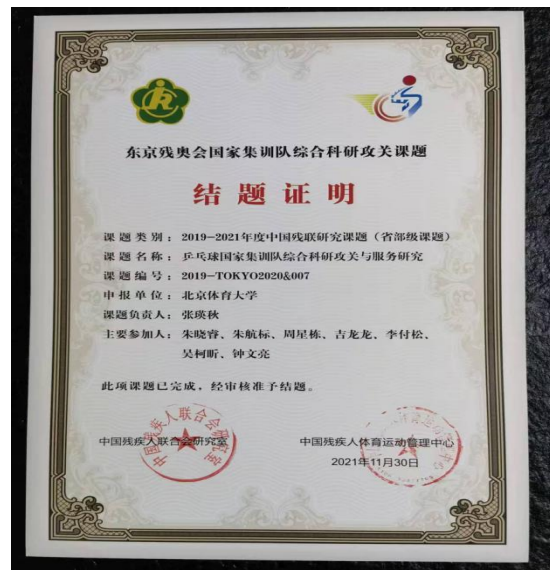 东京残奥会国家集训队综合科研攻关课题
结题证明
课题类别：2019-2021年度中国残联研究课题（省部级课题）
课题名称：乒乓球国家集训队综合科研攻关与服务研究
课题编号：2019-TOKYO2020&007
申报单位：北京体育大学
课题负责人：张瑛秋
主要参加人：朱晓睿、朱航标、周星栋、吉龙龙、李付松、
吴柯昕、钟文亮
此项课题已完成，经审核准予结题。
中国残疾人联合会研究室
中国残疾人体育运动管理中心
2021年11月30日